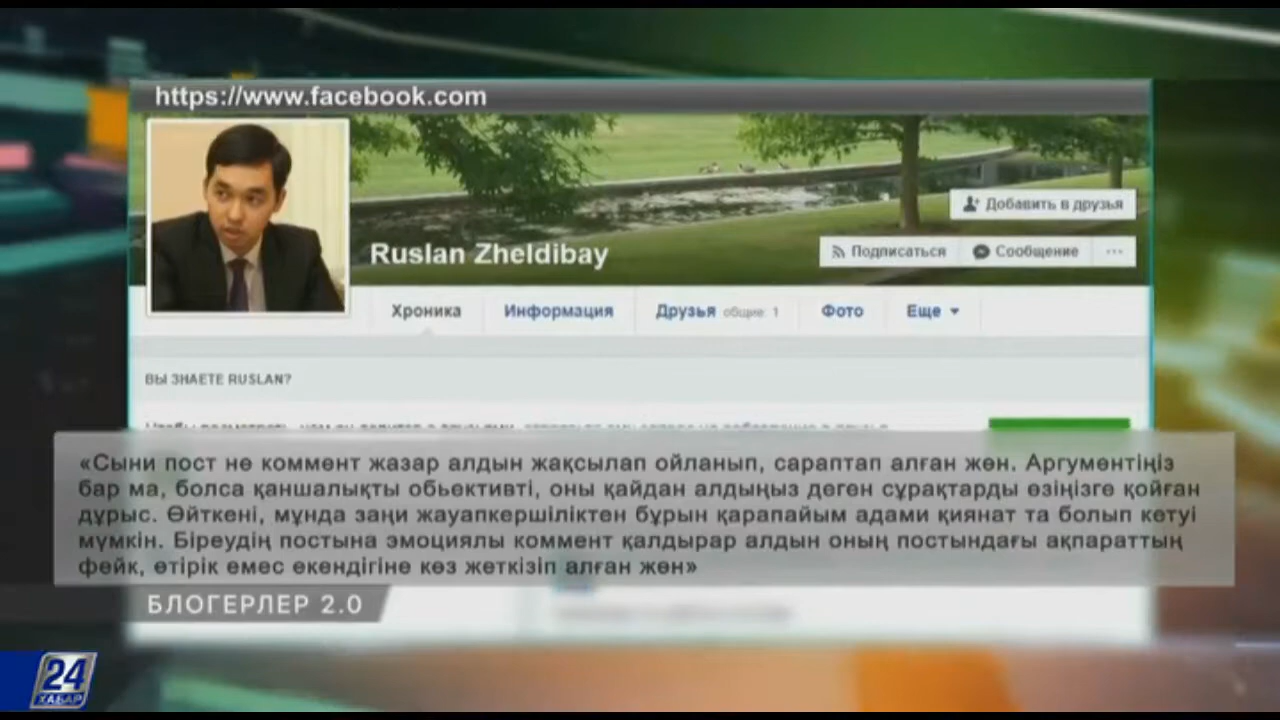 https://www.facebook.com
Добавить в друзья
Ruslan Zheldibay
Подписаться
Сообщение
Хроника
Информация
Друзья общие: 1
Фото
Еще
ВЫ ЗНАЕТЕ RUSLAN?
«Сыни пост не коммент жазар алдын жақсылап ойланып, сараптап алған жөн. Аргументіңіз
бар ма, болса қаншалықты обьективті, оны қайдан алдыңыз деген сұрақтарды өзіңізге қойған
дұрыс. Өйткені, мұнда заңи жауапкершіліктен бұрын қарапайым адами қиянат та болып кетуі
мүмкін. Біреудің постына эмоциялы коммент қалдырар алдын оның постындағы ақпараттың
фейк, өтірік емес екендігіне көз жеткізіп алған жөн»
БЛОГЕРЛЕР 2.0
24
ХАБАР